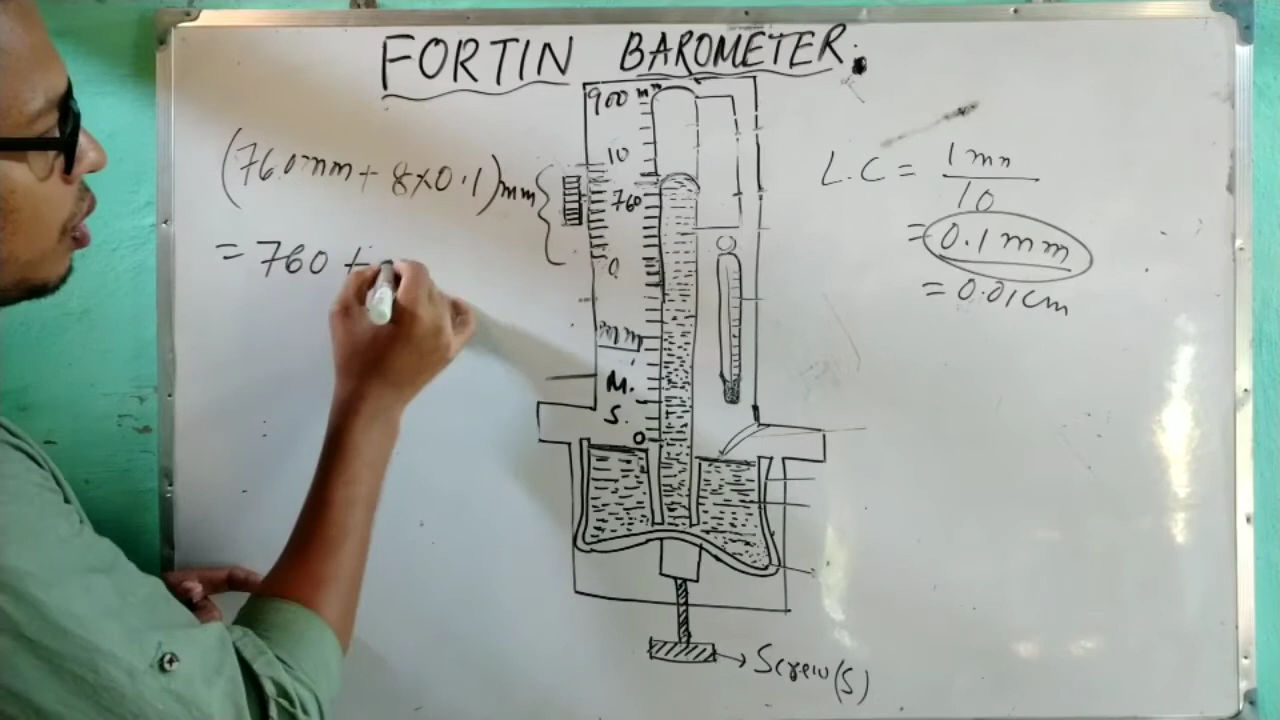 FORTIN BAROMETER.
900 mm
10
760
0
M.
S.
0
(760mm + 8×0.1)mm
= 760 +
L.C = 1mm/10
= 0.1mm
= 0.01cm
Screw(S)